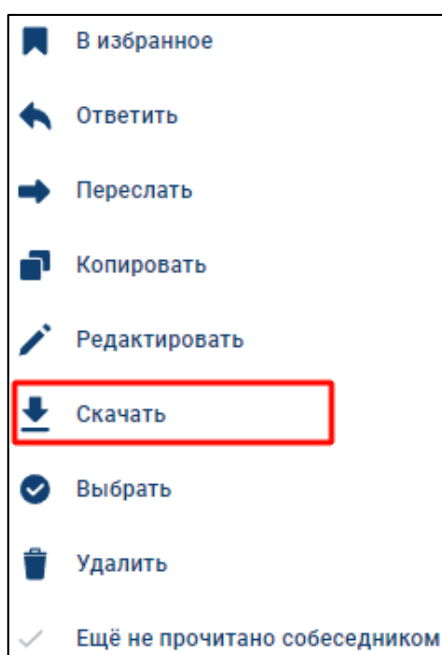 В избранное
Ответить
Переслать
Копировать
Редактировать
Скачать
Выбрать
Удалить
Ещё не прочитано собеседником